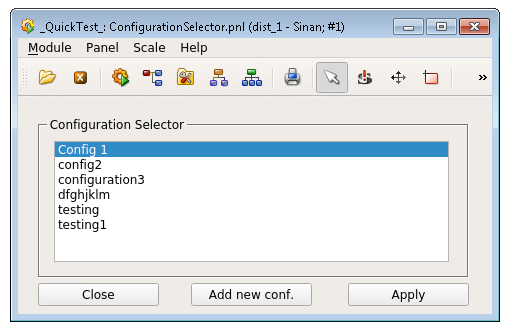 _QuickTest_: ConfigurationSelector.pnl (dist_1 - Sinan; #1)
Module Panel Scale Help
»
Configuration Selector
Config 1
config2
configuration3
dfghjklm
testing
testing1
Close Add new conf. Apply